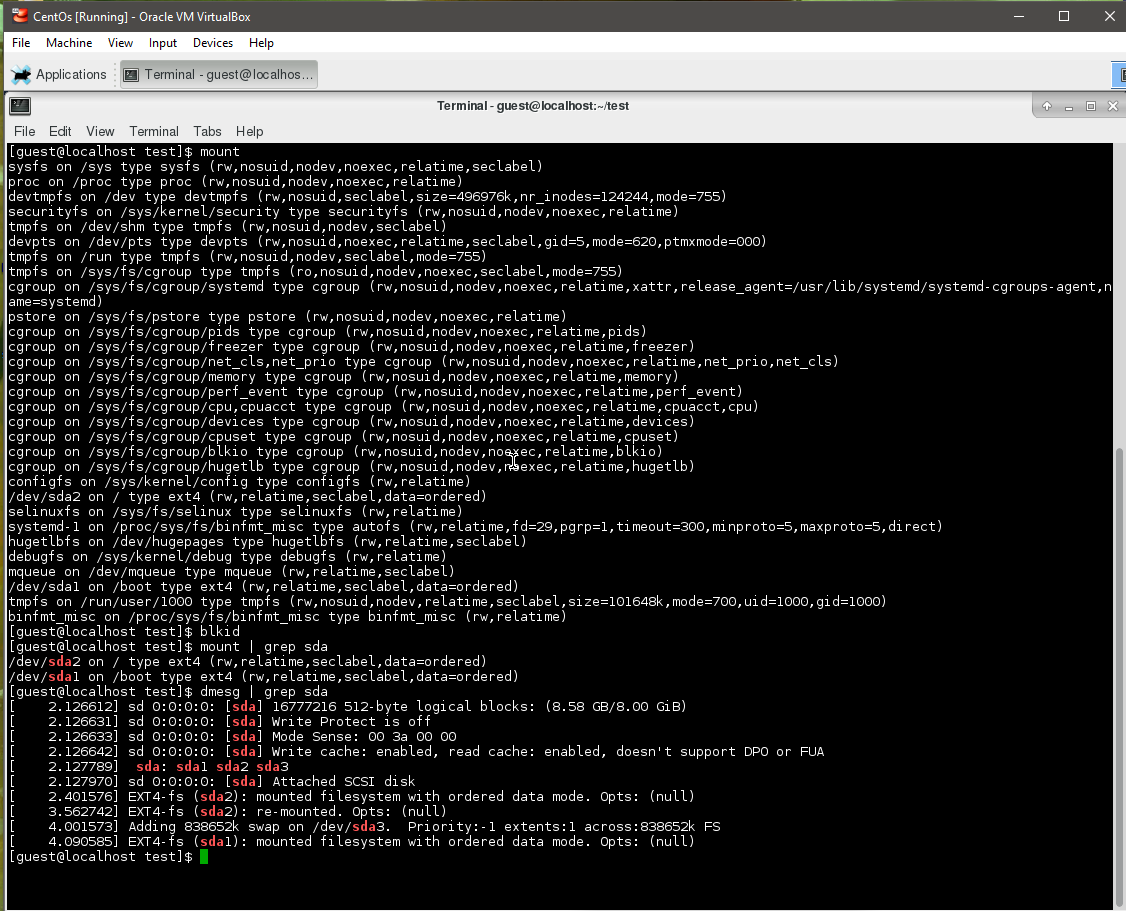 CentOs [Running] - Oracle VM VirtualBox
File Machine View Input Devices Help
Applications Terminal - guest@localhos...
Terminal - guest@localhost:~/test
File Edit View Terminal Tabs Help
[guest@localhost test]$ mount
sysfs on /sys type sysfs (rw,nosuid,nodev,noexec,relatime,seclabel)
proc on /proc type proc (rw,nosuid,nodev,noexec,relatime)
devtmpfs on /dev type devtmpfs (rw,nosuid,seclabel,size=496976k,nr_inodes=124244,mode=755)
securityfs on /sys/kernel/security type securityfs (rw,nosuid,nodev,noexec,relatime)
tmpfs on /dev/shm type tmpfs (rw,nosuid,nodev,seclabel)
devpts on /dev/pts type devpts (rw,nosuid,noexec,relatime,seclabel,gid=5,mode=620,ptmxmode=000)
tmpfs on /run type tmpfs (rw,nosuid,nodev,seclabel,mode=755)
tmpfs on /sys/fs/cgroup type tmpfs (ro,nosuid,nodev,noexec,seclabel,mode=755)
cgroup on /sys/fs/cgroup/systemd type cgroup (rw,nosuid,nodev,noexec,relatime,xattr,release_agent=/usr/lib/systemd/systemd-cgroups-agent,n
ame=systemd)
pstore on /sys/fs/pstore type pstore (rw,nosuid,nodev,noexec,relatime)
cgroup on /sys/fs/cgroup/pids type cgroup (rw,nosuid,nodev,noexec,relatime,pids)
cgroup on /sys/fs/cgroup/freezer type cgroup (rw,nosuid,nodev,noexec,relatime,freezer)
cgroup on /sys/fs/cgroup/net_cls,net_prio type cgroup (rw,nosuid,nodev,noexec,relatime,net_prio,net_cls)
cgroup on /sys/fs/cgroup/memory type cgroup (rw,nosuid,nodev,noexec,relatime,memory)
cgroup on /sys/fs/cgroup/perf_event type cgroup (rw,nosuid,nodev,noexec,relatime,perf_event)
cgroup on /sys/fs/cgroup/cpu,cpuacct type cgroup (rw,nosuid,nodev,noexec,relatime,cpuacct,cpu)
cgroup on /sys/fs/cgroup/devices type cgroup (rw,nosuid,nodev,noexec,relatime,devices)
cgroup on /sys/fs/cgroup/cpuset type cgroup (rw,nosuid,nodev,noexec,relatime,cpuset)
cgroup on /sys/fs/cgroup/blkio type cgroup (rw,nosuid,nodev,noexec,relatime,blkio)
cgroup on /sys/fs/cgroup/hugetlb type cgroup (rw,nosuid,nodev,noexec,relatime,hugetlb)
configfs on /sys/kernel/config type configfs (rw,relatime)
/dev/sda2 on / type ext4 (rw,relatime,seclabel,data=ordered)
selinuxfs on /sys/fs/selinux type selinuxfs (rw,relatime)
systemd-1 on /proc/sys/fs/binfmt_misc type autofs (rw,relatime,fd=29,pgrp=1,timeout=300,minproto=5,maxproto=5,direct)
hugetlbfs on /dev/hugepages type hugetlbfs (rw,relatime,seclabel)
debugfs on /sys/kernel/debug type debugfs (rw,relatime)
mqueue on /dev/mqueue type mqueue (rw,relatime,seclabel)
/dev/sda1 on /boot type ext4 (rw,relatime,seclabel,data=ordered)
tmpfs on /run/user/1000 type tmpfs (rw,nosuid,nodev,relatime,seclabel,size=101648k,mode=700,uid=1000,gid=1000)
binfmt_misc on /proc/sys/fs/binfmt_misc type binfmt_misc (rw,relatime)
[guest@localhost test]$ blkid
[guest@localhost test]$ mount | grep sda
/dev/sda2 on / type ext4 (rw,relatime,seclabel,data=ordered)
/dev/sda1 on /boot type ext4 (rw,relatime,seclabel,data=ordered)
[guest@localhost test]$ dmesg | grep sda
[    2.126612] sd 0:0:0:0: [sda] 16777216 512-byte logical blocks: (8.58 GB/8.00 GiB)
[    2.126631] sd 0:0:0:0: [sda] Write Protect is off
[    2.126633] sd 0:0:0:0: [sda] Mode Sense: 00 3a 00 00
[    2.126642] sd 0:0:0:0: [sda] Write cache: enabled, read cache: enabled, doesn't support DPO or FUA
[    2.127789]  sda: sda1 sda2 sda3
[    2.127970] sd 0:0:0:0: [sda] Attached SCSI disk
[    2.401576] EXT4-fs (sda2): mounted filesystem with ordered data mode. Opts: (null)
[    3.562742] EXT4-fs (sda2): re-mounted. Opts: (null)
[    4.001573] Adding 838652k swap on /dev/sda3.  Priority:-1 extents:1 across:838652k FS
[    4.090585] EXT4-fs (sda1): mounted filesystem with ordered data mode. Opts: (null)
[guest@localhost test]$